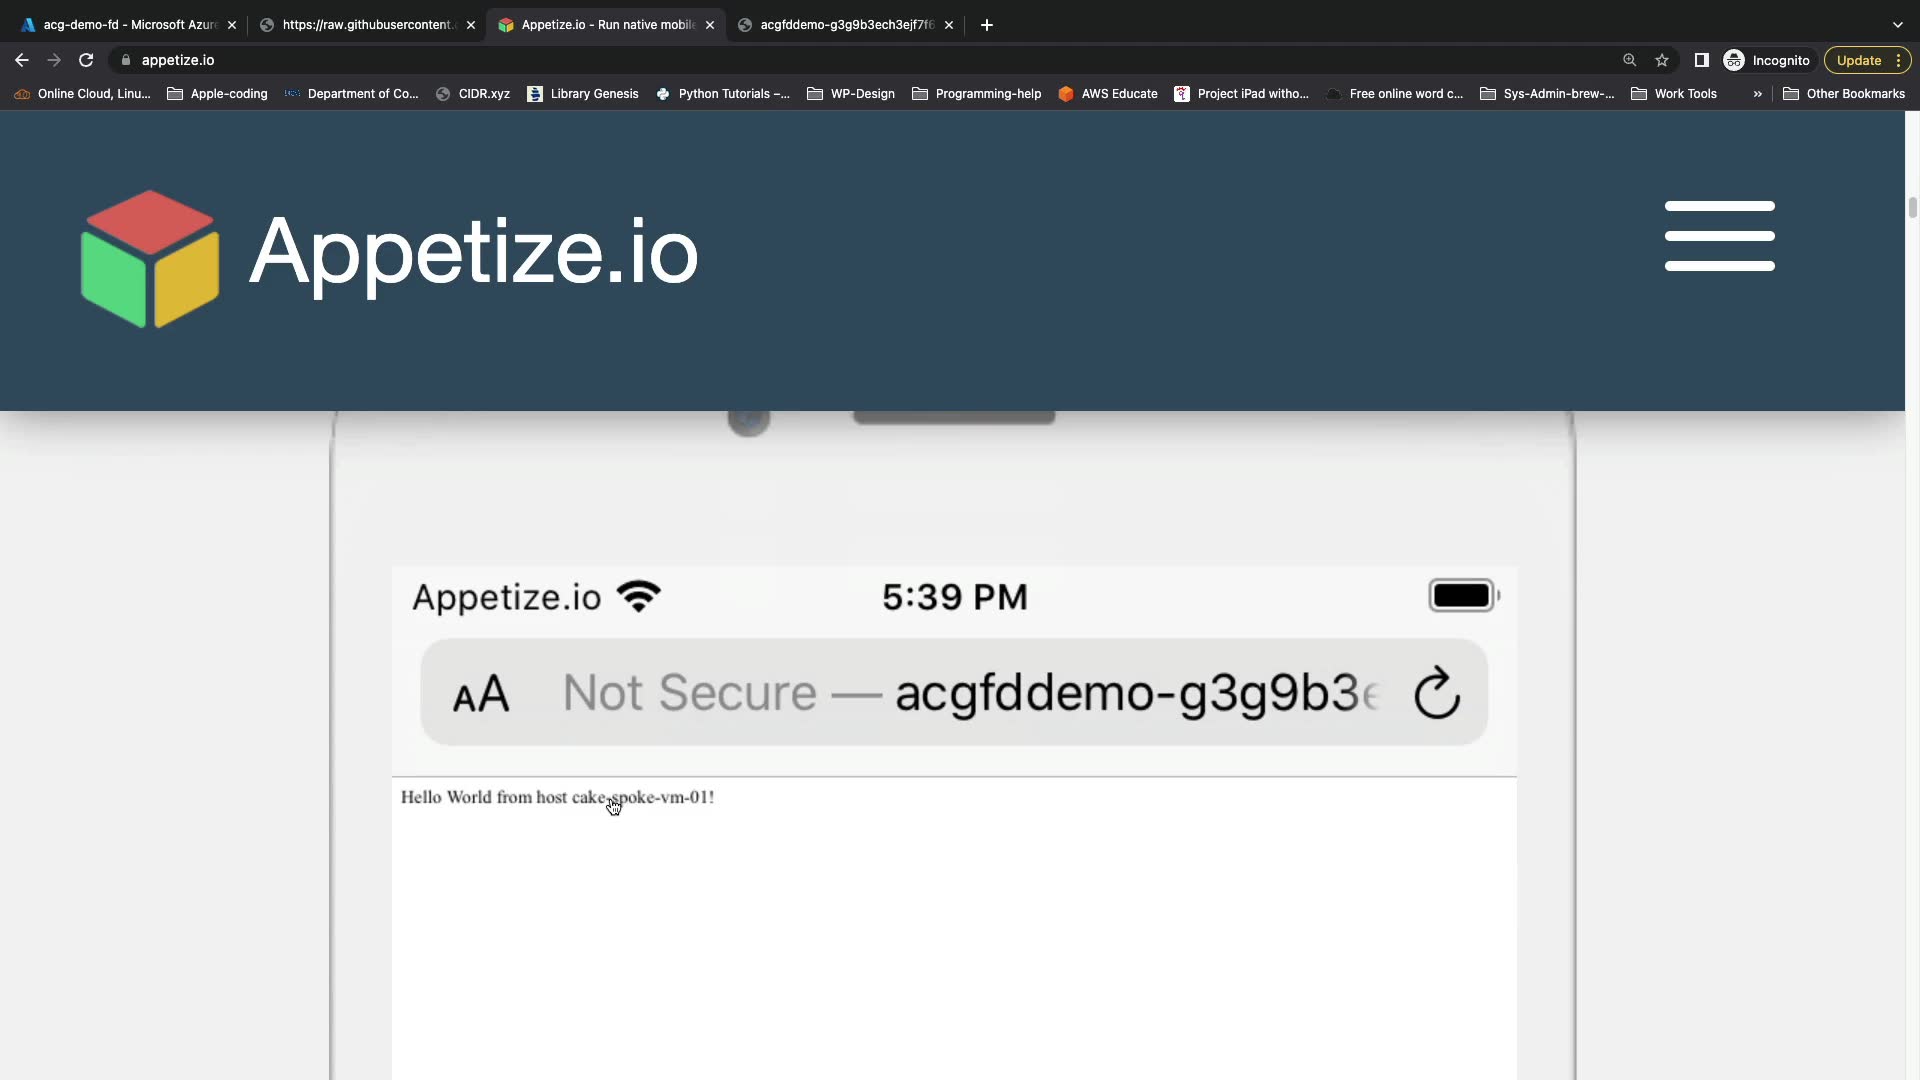 acg-demo-fd - Microsoft Azure
https://raw.githubusercontent.
Appetize.io - Run native mobile
acgfddemo-g3g9b3ech3ejf7f6
appetize.io
Incognito
Update
Online Cloud, Linu...
Apple-coding
Department of Co...
CIDR.xyz
Library Genesis
Python Tutorials –...
WP-Design
Programming-help
AWS Educate
Project iPad witho...
Free online word c...
Sys-Admin-brew-...
Work Tools
»
Other Bookmarks
Appetize.io
Appetize.io
5:39 PM
AA
Not Secure — acgfddemo-g3g9b3e
Hello World from host cake-spoke-vm-01!